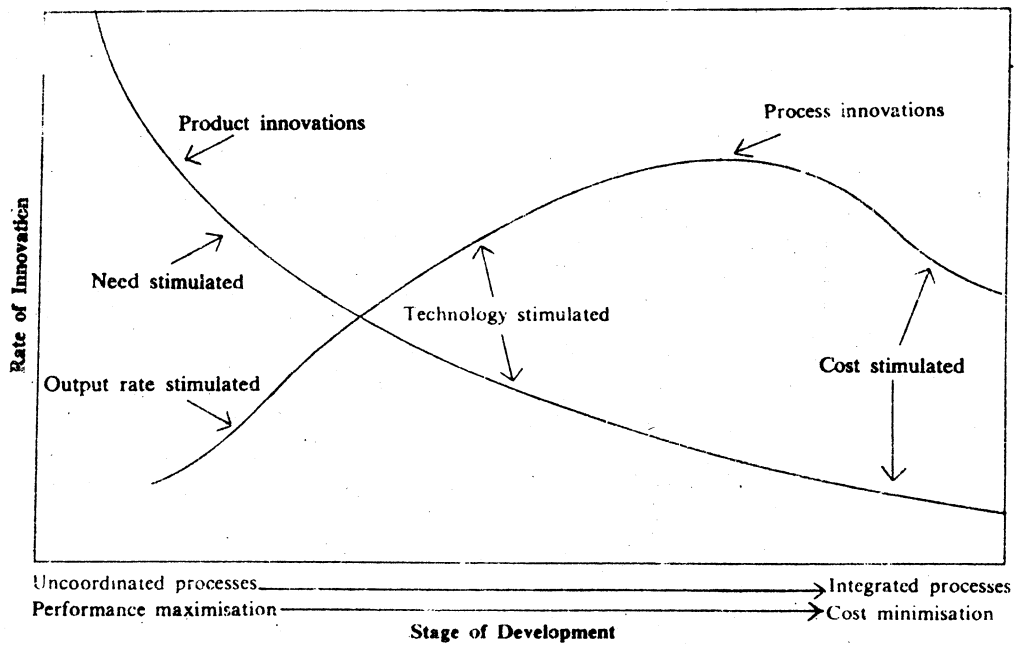 Product innovations
Process innovations
Need stimulated
Technology stimulated
Output rate stimulated
Cost stimulated
Rate of Innovation
Uncoordinated processes
Integrated processes
Performance maximisation
Cost minimisation
Stage of Development